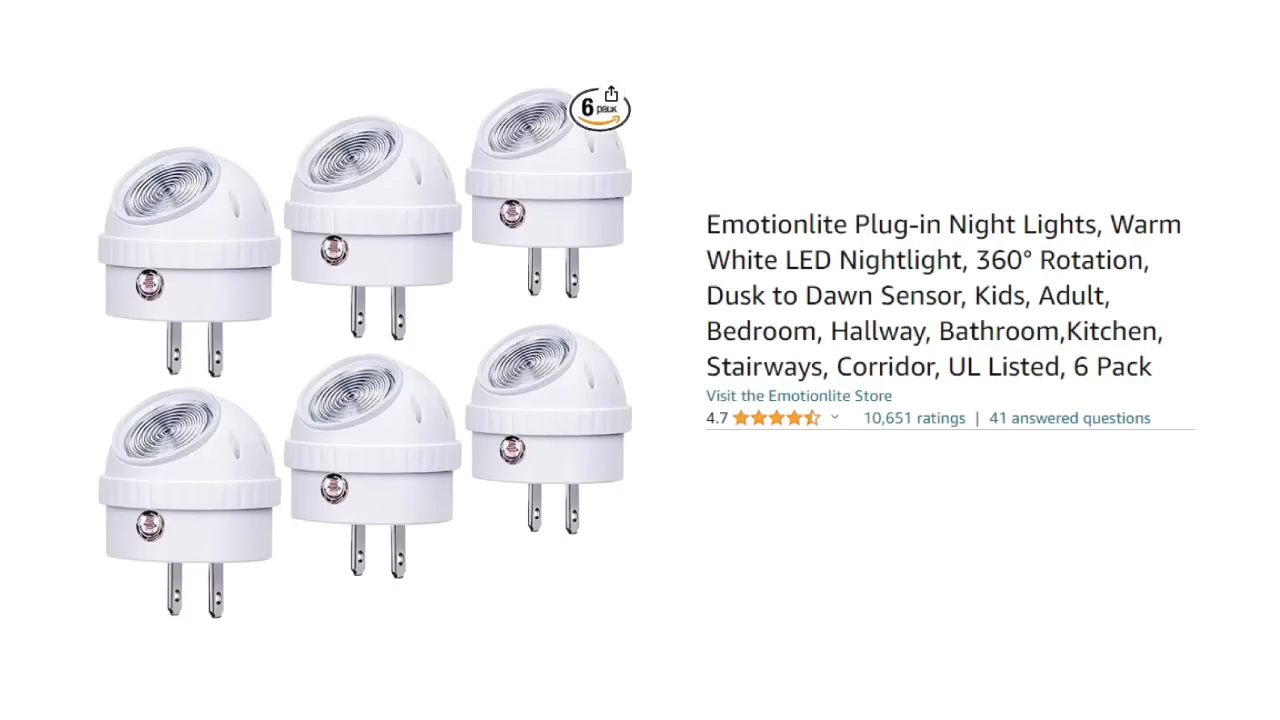 6 pack
Emotionlite Plug-in Night Lights, Warm
White LED Nightlight, 360° Rotation,
Dusk to Dawn Sensor, Kids, Adult,
Bedroom, Hallway, Bathroom,Kitchen,
Stairways, Corridor, UL Listed, 6 Pack
Visit the Emotionlite Store
4.7 10,651 ratings | 41 answered questions